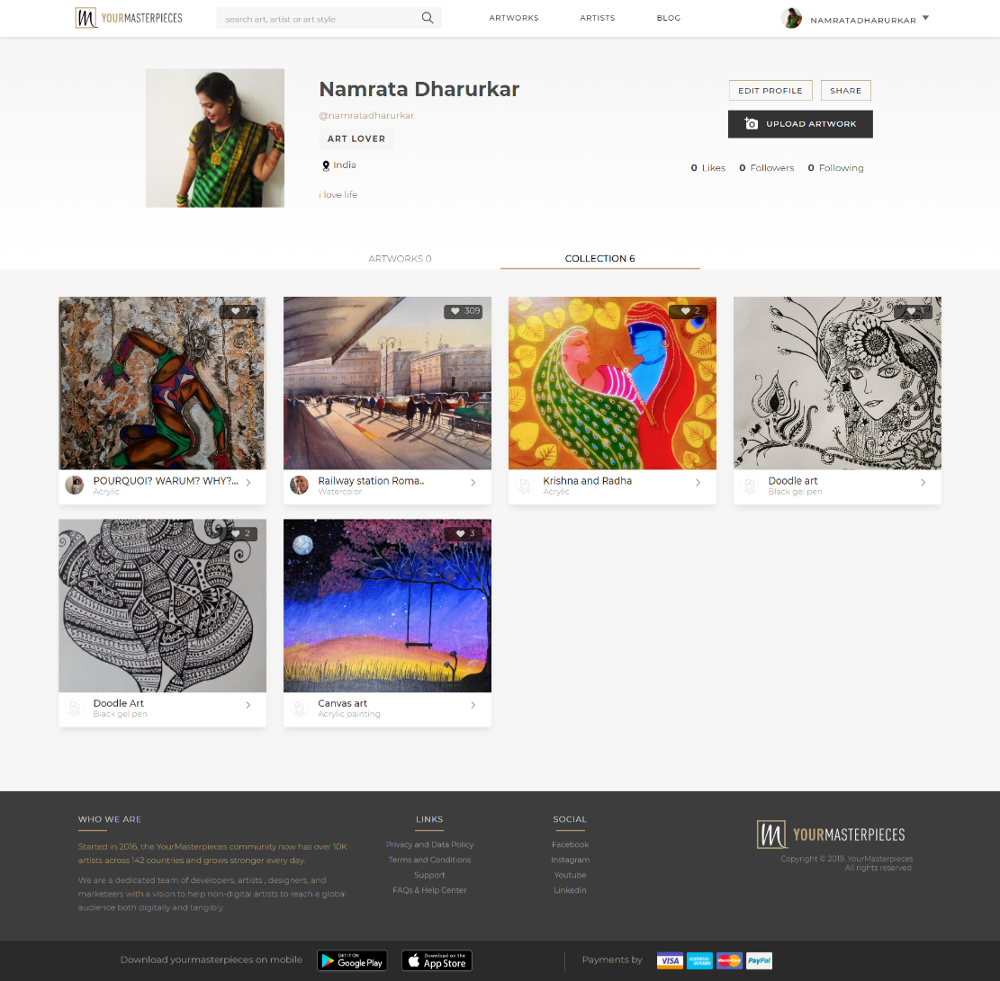 YOURMASTERPIECES
search art, artist or art style
ARTWORKS
ARTISTS
BLOG
NAMRATADHARURKAR
Namrata Dharurkar
@namratadharurkar
ART LOVER
India
i love life
EDIT PROFILE
SHARE
UPLOAD ARTWORK
0 Likes 0 Followers 0 Following
ARTWORKS 0
COLLECTION 6
7
309
2
POURQUOI? WARUM? WHY?...
Acrylic
Railway station Roma..
Watercolor
Krishna and Radha
Acrylic
Doodle art
Black gel pen
2
3
Doodle Art
Black gel pen
Canvas art
Acrylic painting
WHO WE ARE
Started in 2016, the YourMasterpieces community now has over 10K
artists across 142 countries and grows stronger every day.
We are a dedicated team of developers, artists , designers, and
marketeers with a vision to help non-digital artists to reach a global
audience both digitally and tangibly.
LINKS
Privacy and Data Policy
Terms and Conditions
Support
FAQs & Help Center
SOCIAL
Facebook
Instagram
Youtube
Linkedin
YOURMASTERPIECES
Copyright © 2019. YourMasterpieces
All rights reserved.
Download yourmasterpieces on mobile
GET IT ON
Google Play
Download on the
App Store
Payments by
VISA
MasterCard
PayPal